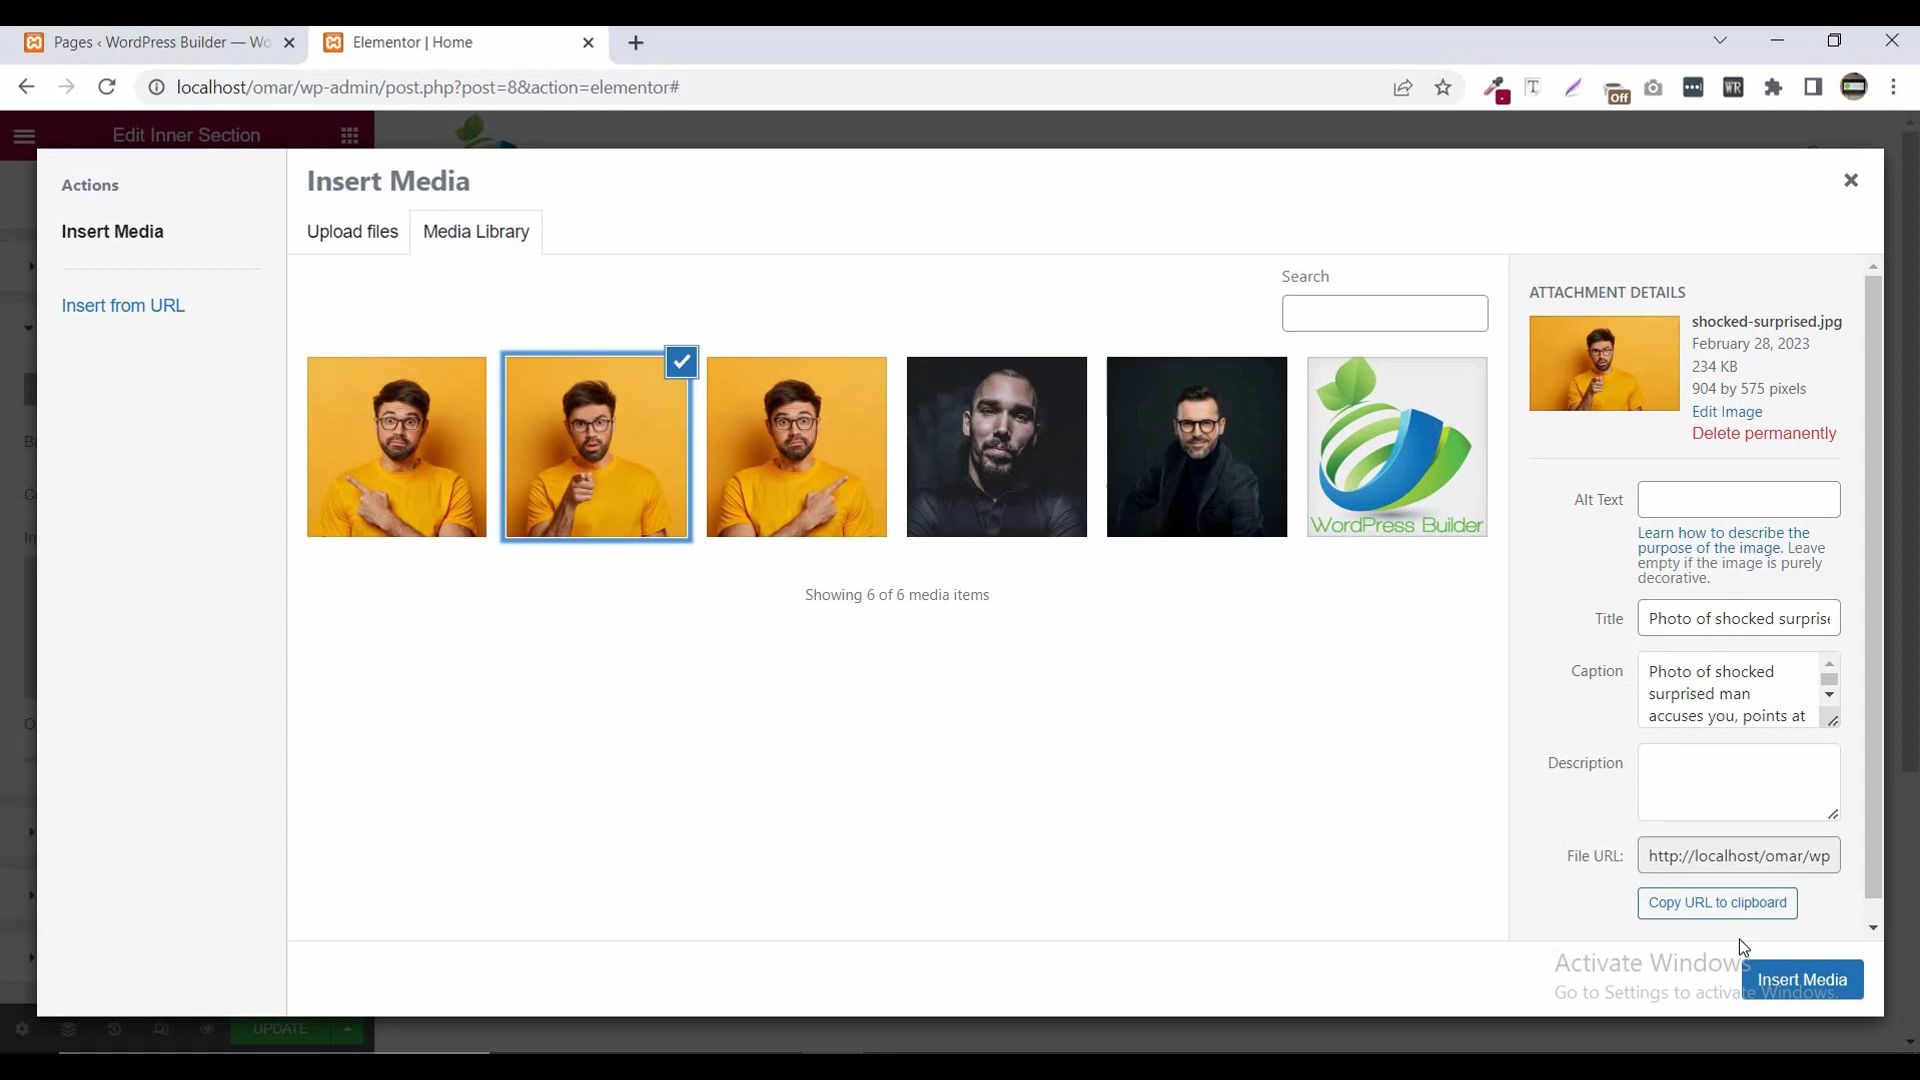 Pages ‹ WordPress Builder — Wo
Elementor | Home
localhost/omar/wp-admin/post.php?post=8&action=elementor#
Off
WR
Edit Inner Section
Actions
Insert Media
Insert from URL
Insert Media
Upload files
Media Library
Search
WordPress Builder
Showing 6 of 6 media items
ATTACHMENT DETAILS
shocked-surprised.jpg
February 28, 2023
234 KB
904 by 575 pixels
Edit Image
Delete permanently
Alt Text
Learn how to describe the
purpose of the image. Leave
empty if the image is purely
decorative.
Title
Photo of shocked surprise
Caption
Photo of shocked
surprised man
accuses you, points at
Description
File URL:
http://localhost/omar/wp
Copy URL to clipboard
Activate Windows
Go to Settings to activate Windows.
Insert Media
UPDATE